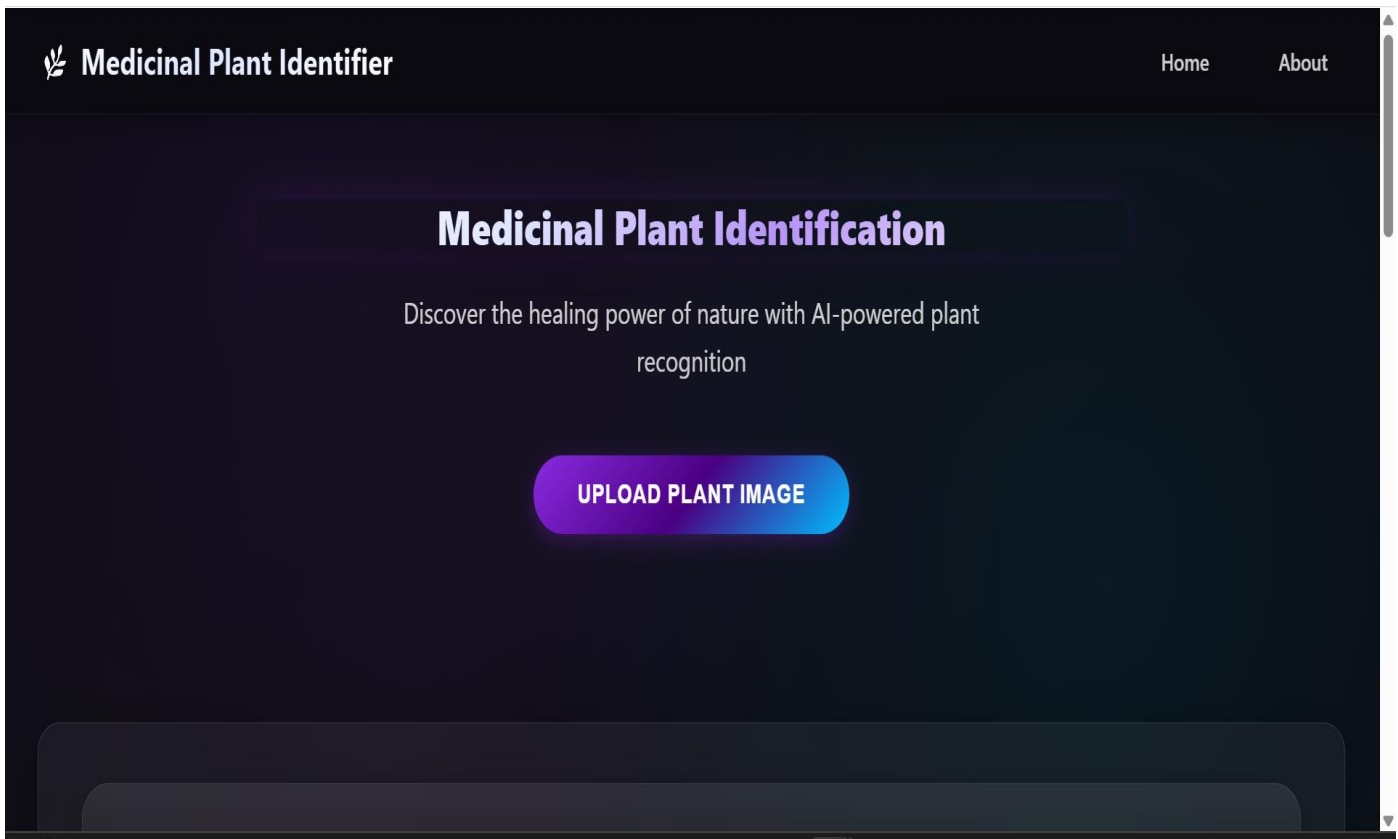 Medicinal Plant Identifier
Home
About
Medicinal Plant Identification
Discover the healing power of nature with AI-powered plant
recognition
UPLOAD PLANT IMAGE